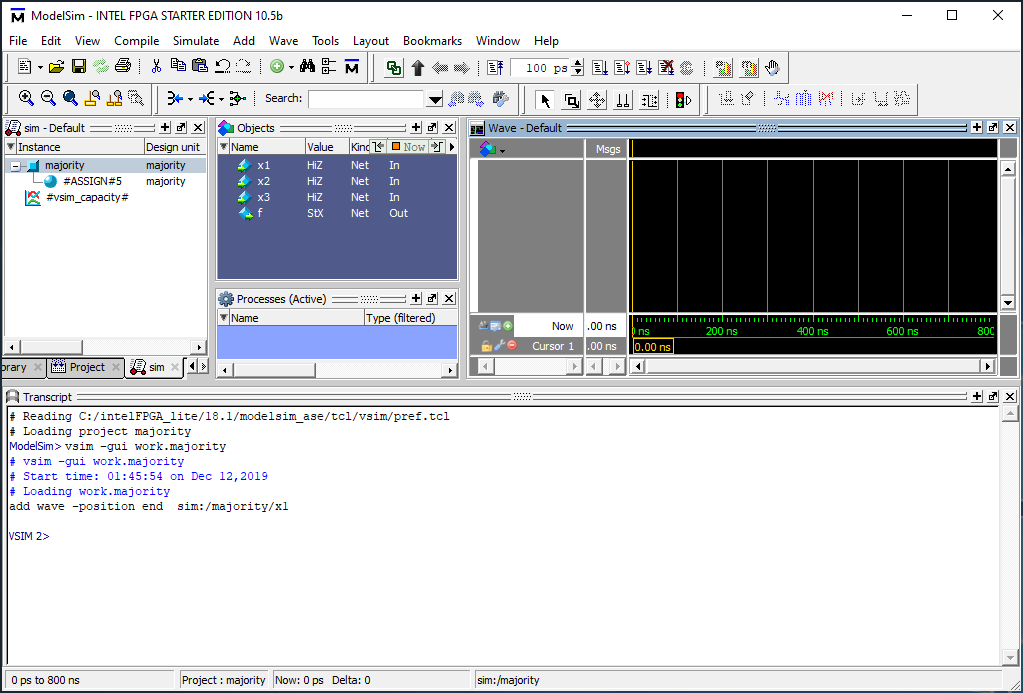 ModelSim - INTEL FPGA STARTER EDITION 10.5b
File Edit View Compile Simulate Add Wave Tools Layout Bookmarks Window Help
100 ps
Search:
sim - Default
Instance Design unit
majority majority
#ASSIGN#5 majority
#vsim_capacity#
brary Project sim
Objects
Name Value Kind Now
x1 HiZ Net In
x2 HiZ Net In
x3 HiZ Net In
f StX Net Out
Processes (Active)
Name Type (filtered)
Wave - Default
Msgs
Now .00 ns
Cursor 1 .00 ns
ns 200 ns 400 ns 600 ns 800
0.00 ns
Transcript
# Reading C:/intelFPGA_lite/18.1/modelsim_ase/tcl/vsim/pref.tcl
# Loading project majority
ModelSim> vsim -gui work.majority
# vsim -gui work.majority
# Start time: 01:45:54 on Dec 12,2019
# Loading work.majority
add wave -position end  sim:/majority/x1
VSIM 2>
0 ps to 800 ns Project : majority Now: 0 ps Delta: 0 sim:/majority